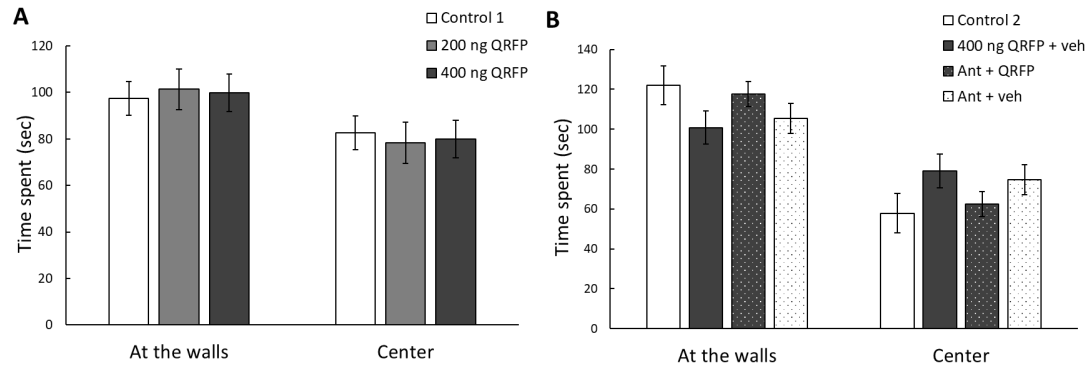 A
Control 1
200 ng QRFP
400 ng QRFP
Time spent (sec)
120
100
80
60
40
20
0
At the walls
Center
B
Control 2
400 ng QRFP + veh
Ant + QRFP
Ant + veh
Time spent (sec)
140
120
100
80
60
40
20
0
At the walls
Center